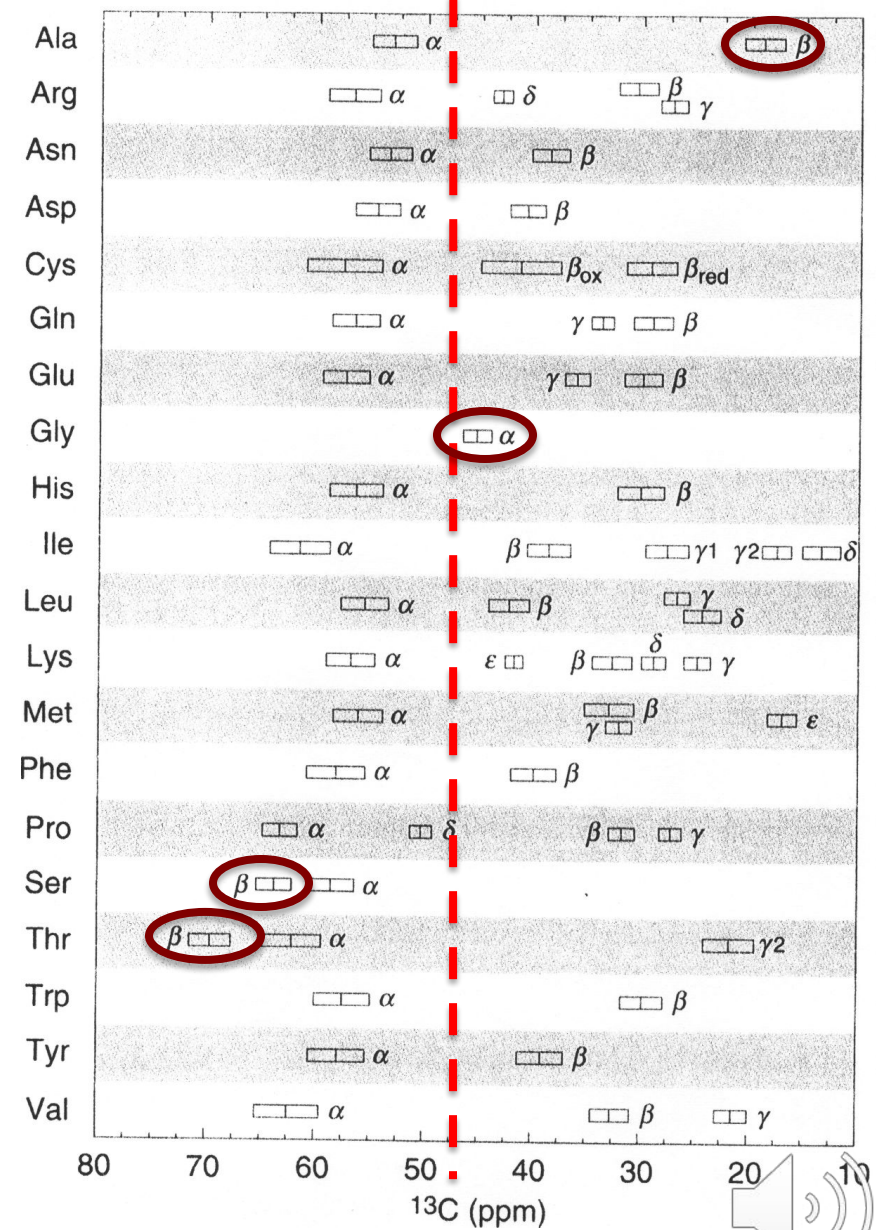 Ala α β
Arg α δ β γ
Asn α β
Asp α β
Cys α βox βred
Gln α γ β
Glu α γ β
Gly α
His α β
Ile α β γ1 γ2 δ
Leu α β γ δ
Lys α ε β δ γ
Met α β γ ε
Phe α β
Pro α δ β γ
Ser β α
Thr β α γ2
Trp α β
Tyr α β
Val α β γ
80 70 60 50 40 30 20 10
13C (ppm)